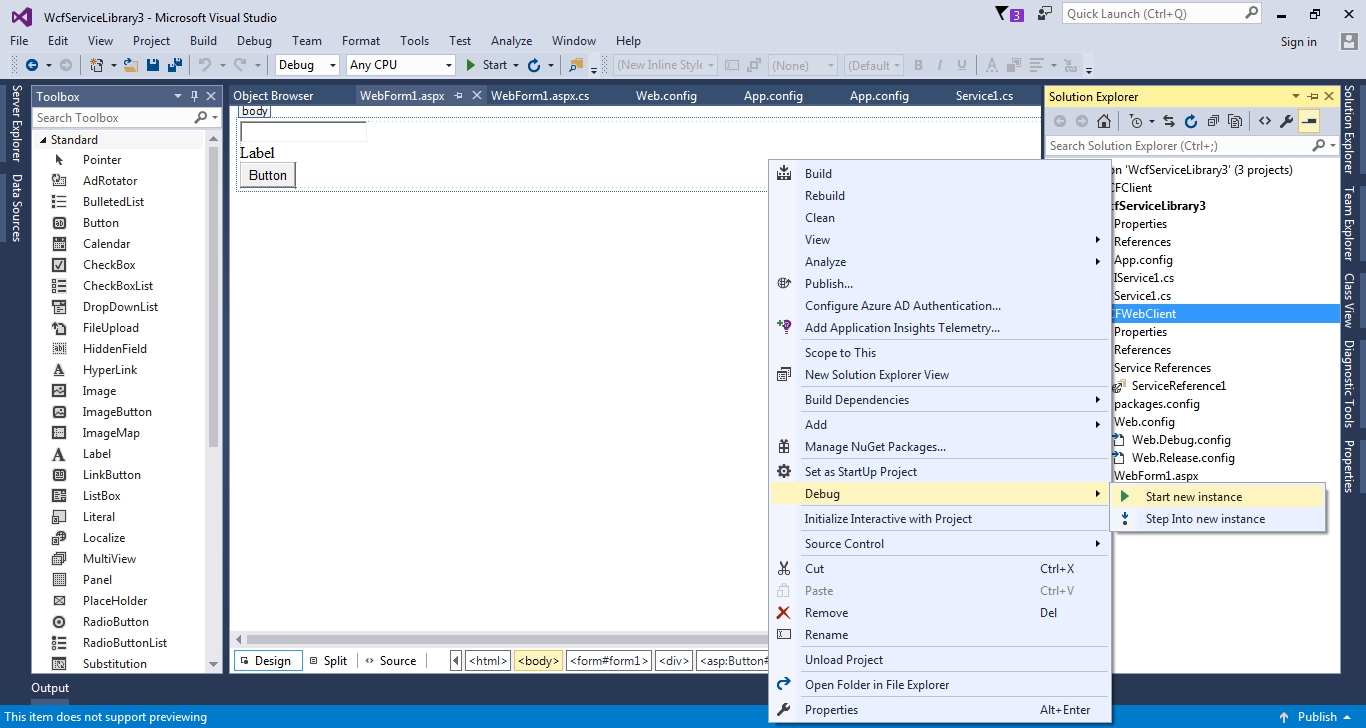 WcfServiceLibrary3 - Microsoft Visual Studio
3
Quick Launch (Ctrl+Q)
File Edit View Project Build Debug Team Format Tools Test Analyze Window Help
Sign in
Debug Any CPU Start (New Inline Style (None) (Default B I U A
Server Explorer
Data Sources
Toolbox
Search Toolbox
Standard
Pointer
AdRotator
BulletedList
Button
Calendar
CheckBox
CheckBoxList
DropDownList
FileUpload
HiddenField
HyperLink
Image
ImageButton
ImageMap
Label
LinkButton
ListBox
Literal
Localize
MultiView
Panel
PlaceHolder
RadioButton
RadioButtonList
Substitution
Object Browser WebForm1.aspx WebForm1.aspx.cs Web.config App.config App.config Service1.cs
body
Label
Button
Design Split Source <html> <body> <form#form1> <div> <asp:Button#
Build
Rebuild
Clean
View
Analyze
Publish...
Configure Azure AD Authentication...
Add Application Insights Telemetry...
Scope to This
New Solution Explorer View
Build Dependencies
Add
Manage NuGet Packages...
Set as StartUp Project
Debug
Initialize Interactive with Project
Source Control
Cut Ctrl+X
Paste Ctrl+V
Remove Del
Rename
Unload Project
Open Folder in File Explorer
Properties Alt+Enter
Start new instance
Step Into new instance
Solution Explorer
Search Solution Explorer (Ctrl+;)
on 'WcfServiceLibrary3' (3 projects)
CFClient
cfServiceLibrary3
Properties
References
App.config
IService1.cs
Service1.cs
CFWebClient
Properties
References
Service References
ServiceReference1
packages.config
Web.config
Web.Debug.config
Web.Release.config
WebForm1.aspx
Solution Explorer
Team Explorer
Class View
Diagnostic Tools
Properties
Output
This item does not support previewing
Publish